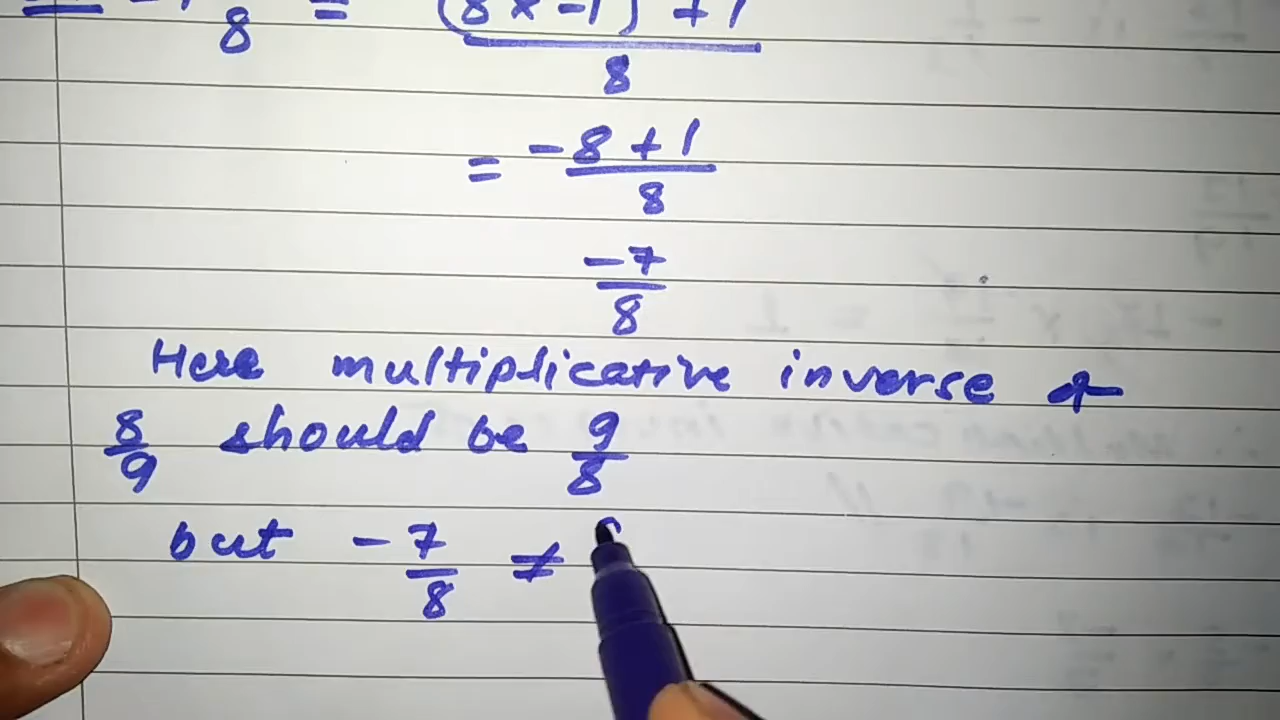 8 = (8 × -1) + 1
8
= -8 + 1
8
-7
8
Here multiplicative inverse of
8/9 should be 9/8
but -7/8 ≠